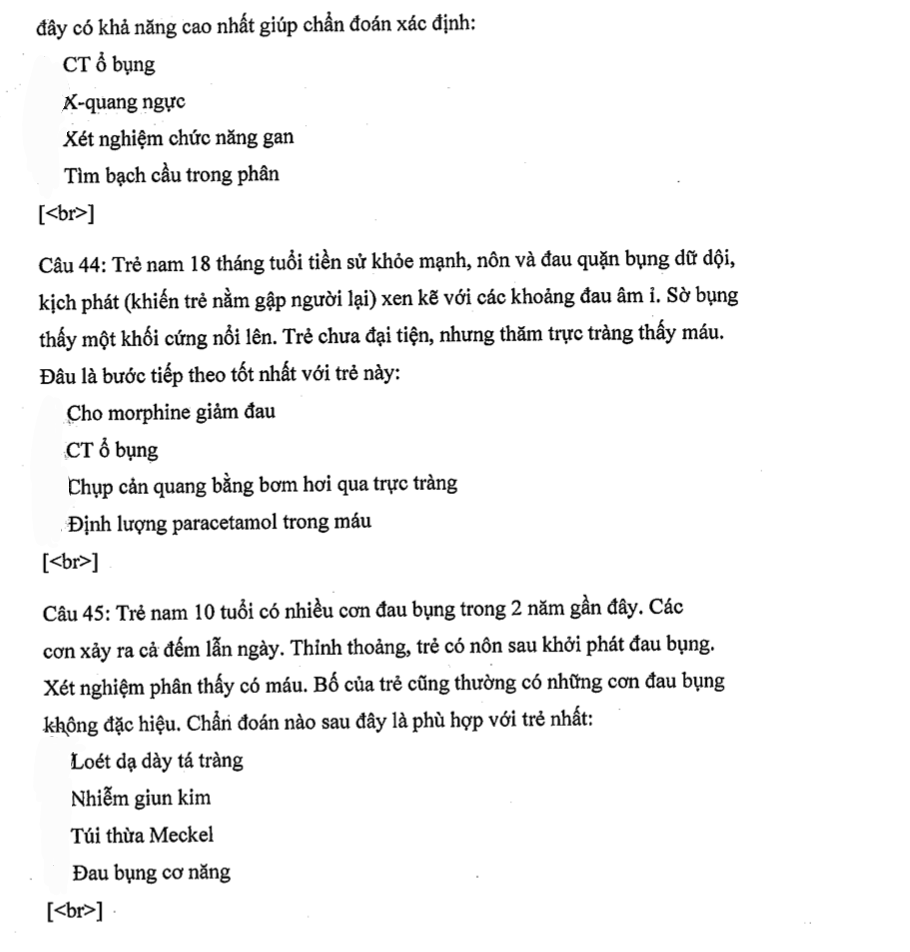 đây có khả năng cao nhất giúp chẩn đoán xác định:
CT ổ bụng
X-quang ngực
Xét nghiệm chức năng gan
Tìm bạch cầu trong phân
[<br>]
Câu 44: Trẻ nam 18 tháng tuổi tiền sử khỏe mạnh, nôn và đau quặn bụng dữ dội,
kịch phát (khiến trẻ nằm gập người lại) xen kẽ với các khoảng đau âm ỉ. Sờ bụng
thấy một khối cứng nổi lên. Trẻ chưa đại tiện, nhưng thăm trực tràng thấy máu.
Đâu là bước tiếp theo tốt nhất với trẻ này:
Cho morphine giảm đau
CT ổ bụng
Chụp cản quang bằng bơm hơi qua trực tràng
Định lượng paracetamol trong máu
[<br>]
Câu 45: Trẻ nam 10 tuổi có nhiều cơn đau bụng trong 2 năm gần đây. Các
cơn xảy ra cả đếm lẫn ngày. Thỉnh thoảng, trẻ có nôn sau khởi phát đau bụng.
Xét nghiệm phân thấy có máu. Bố của trẻ cũng thường có những cơn đau bụng
không đặc hiệu. Chẩn đoán nào sau đây là phù hợp với trẻ nhất:
Loét dạ dày tá tràng
Nhiễm giun kim
Túi thừa Meckel
Đau bụng cơ năng
[<br>]